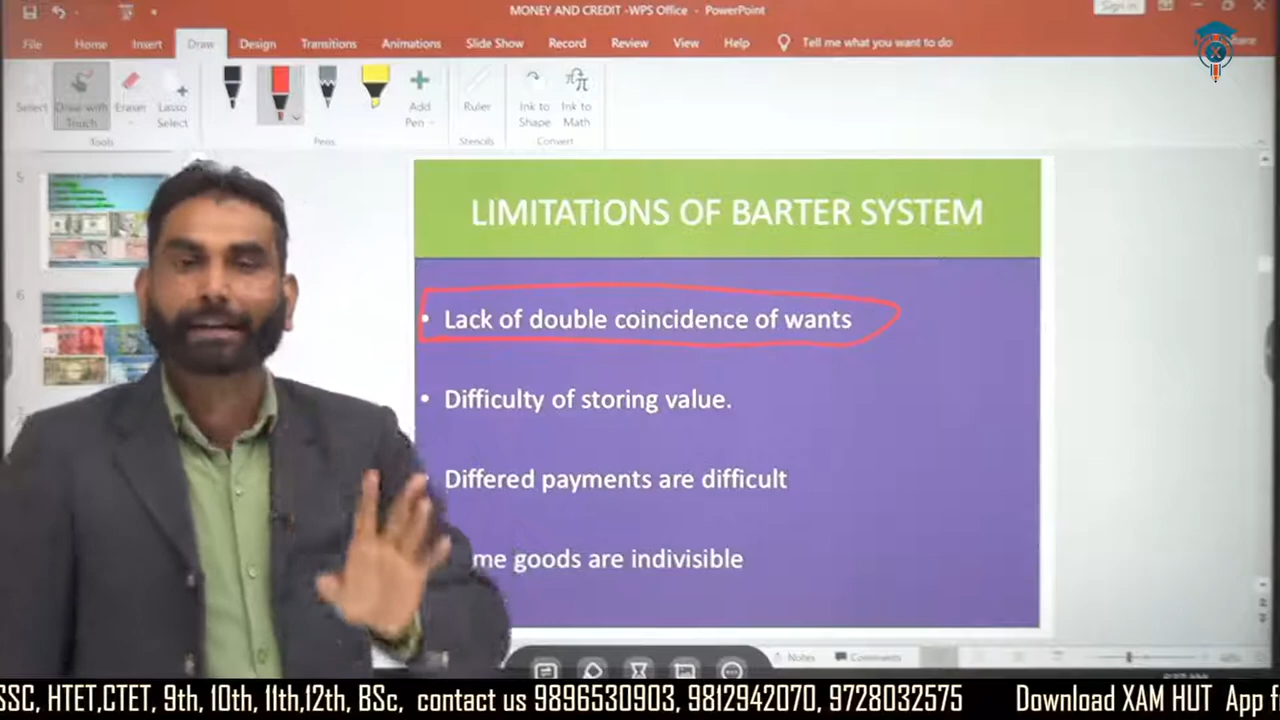 MONEY AND CREDIT -WPS Office - PowerPoint
Sign in
File Home Insert Draw Design Transitions Animations Slide Show Record Review View Help Tell me what you want to do
Select
Draw with Touch
Eraser
Lasso Select
Add Pen
Ruler
Ink to Shape
Ink to Math
Tools
Pens
Stencils
Convert
X
5
6
LIMITATIONS OF BARTER SYSTEM
• Lack of double coincidence of wants
• Difficulty of storing value.
Differed payments are difficult
me goods are indivisible
Notes Comments
SSC, HTET,CTET, 9th, 10th, 11th,12th, BSc, contact us 9896530903, 9812942070, 9728032575 Download XAM HUT App f